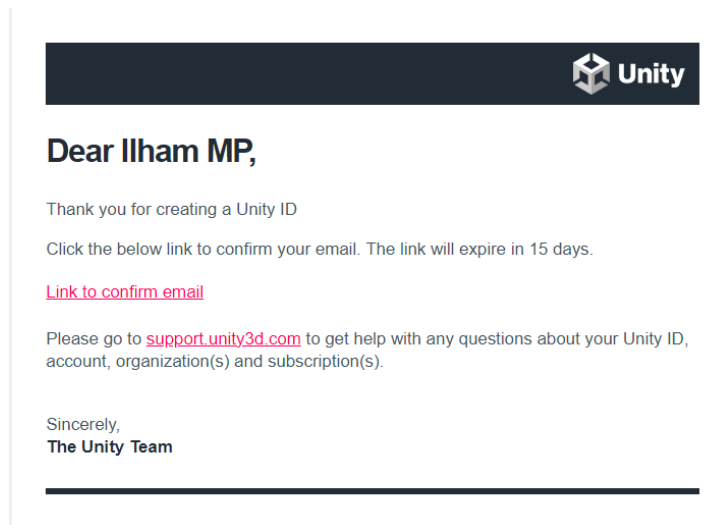 Unity
Dear Ilham MP,
Thank you for creating a Unity ID
Click the below link to confirm your email. The link will expire in 15 days.
Link to confirm email
Please go to support.unity3d.com to get help with any questions about your Unity ID,
account, organization(s) and subscription(s).
Sincerely,
The Unity Team